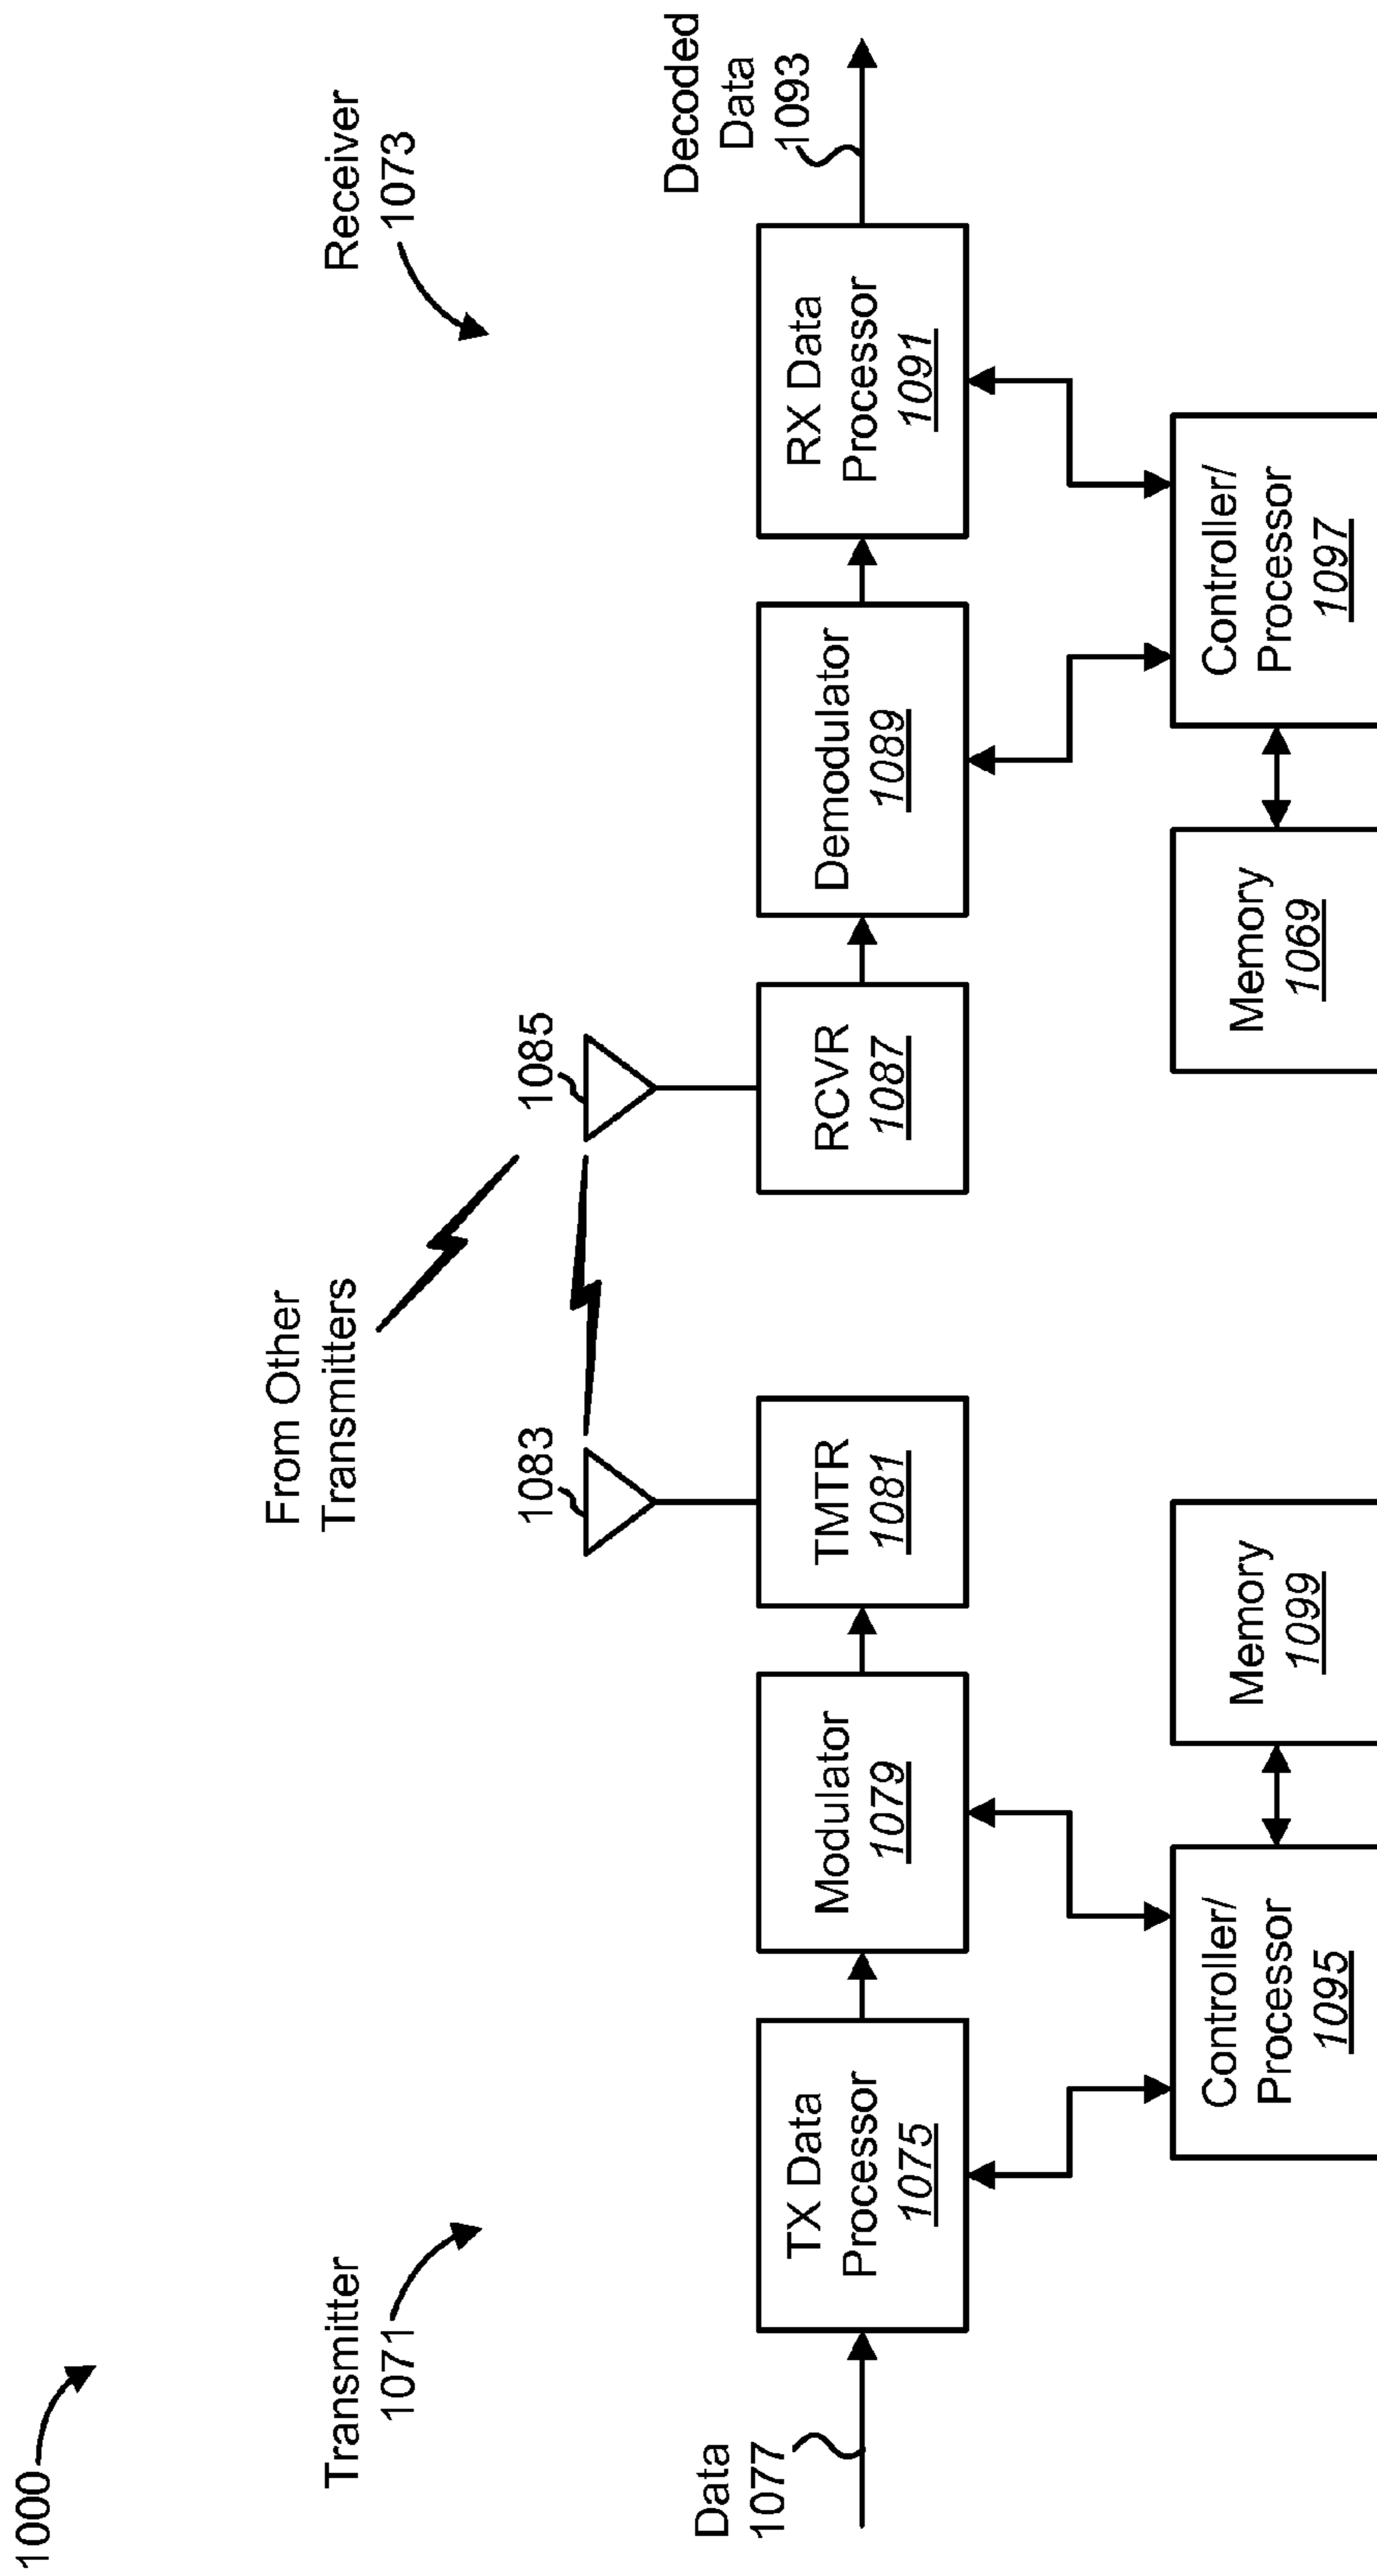 1000
Transmitter
1071
Receiver
1073
From Other
Transmitters
1083
1085
Data
1077
TX Data
Processor
1075
Modulator
1079
TMTR
1081
RCVR
1087
Demodulator
1089
RX Data
Processor
1091
Decoded
Data
1093
Controller/
Processor
1095
Memory
1099
Memory
1069
Controller/
Processor
1097